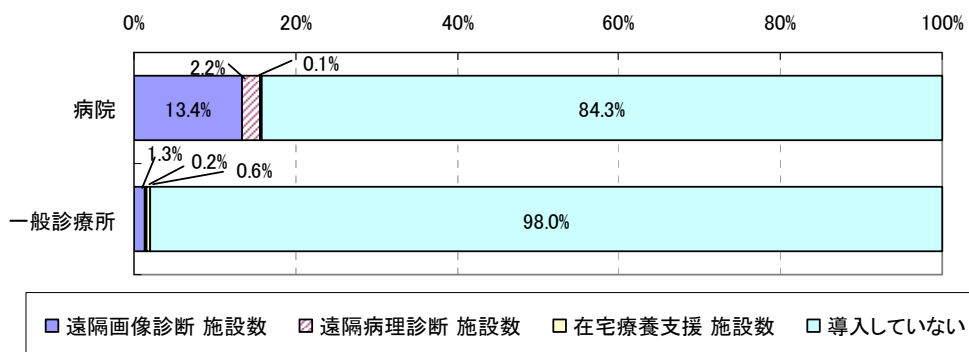 0% 20% 40% 60% 80% 100%
2.2% 0.1%
病院 13.4% 84.3%
1.3% 0.2% 0.6%
一般診療所 98.0%
遠隔画像診断 施設数 遠隔病理診断 施設数 在宅療養支援 施設数 導入していない